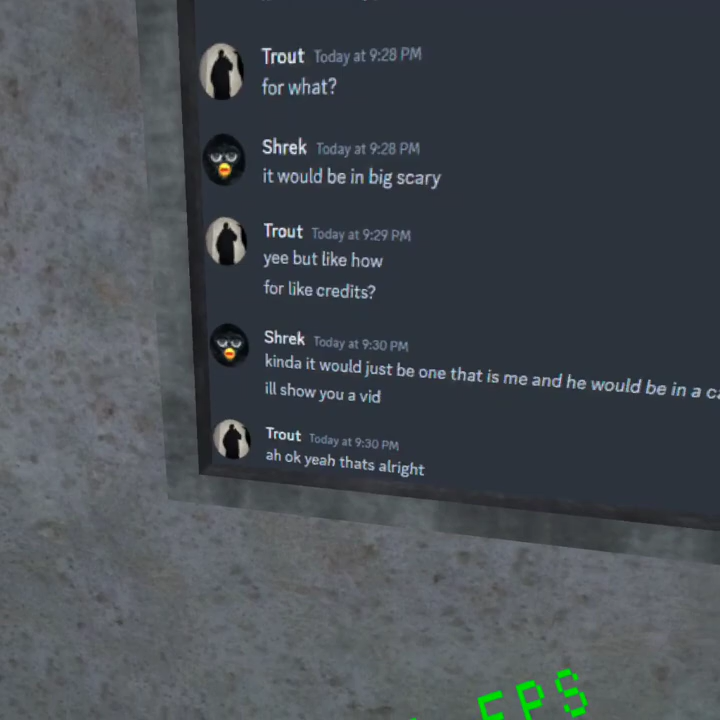 Trout Today at 9:28 PM
for what?
Shrek Today at 9:28 PM
it would be in big scary
Trout Today at 9:29 PM
yee but like how
for like credits?
Shrek Today at 9:30 PM
kinda it would just be one that is me and he would be in a
ill show you a vid
Trout Today at 9:30 PM
ah ok yeah thats alright
FPS